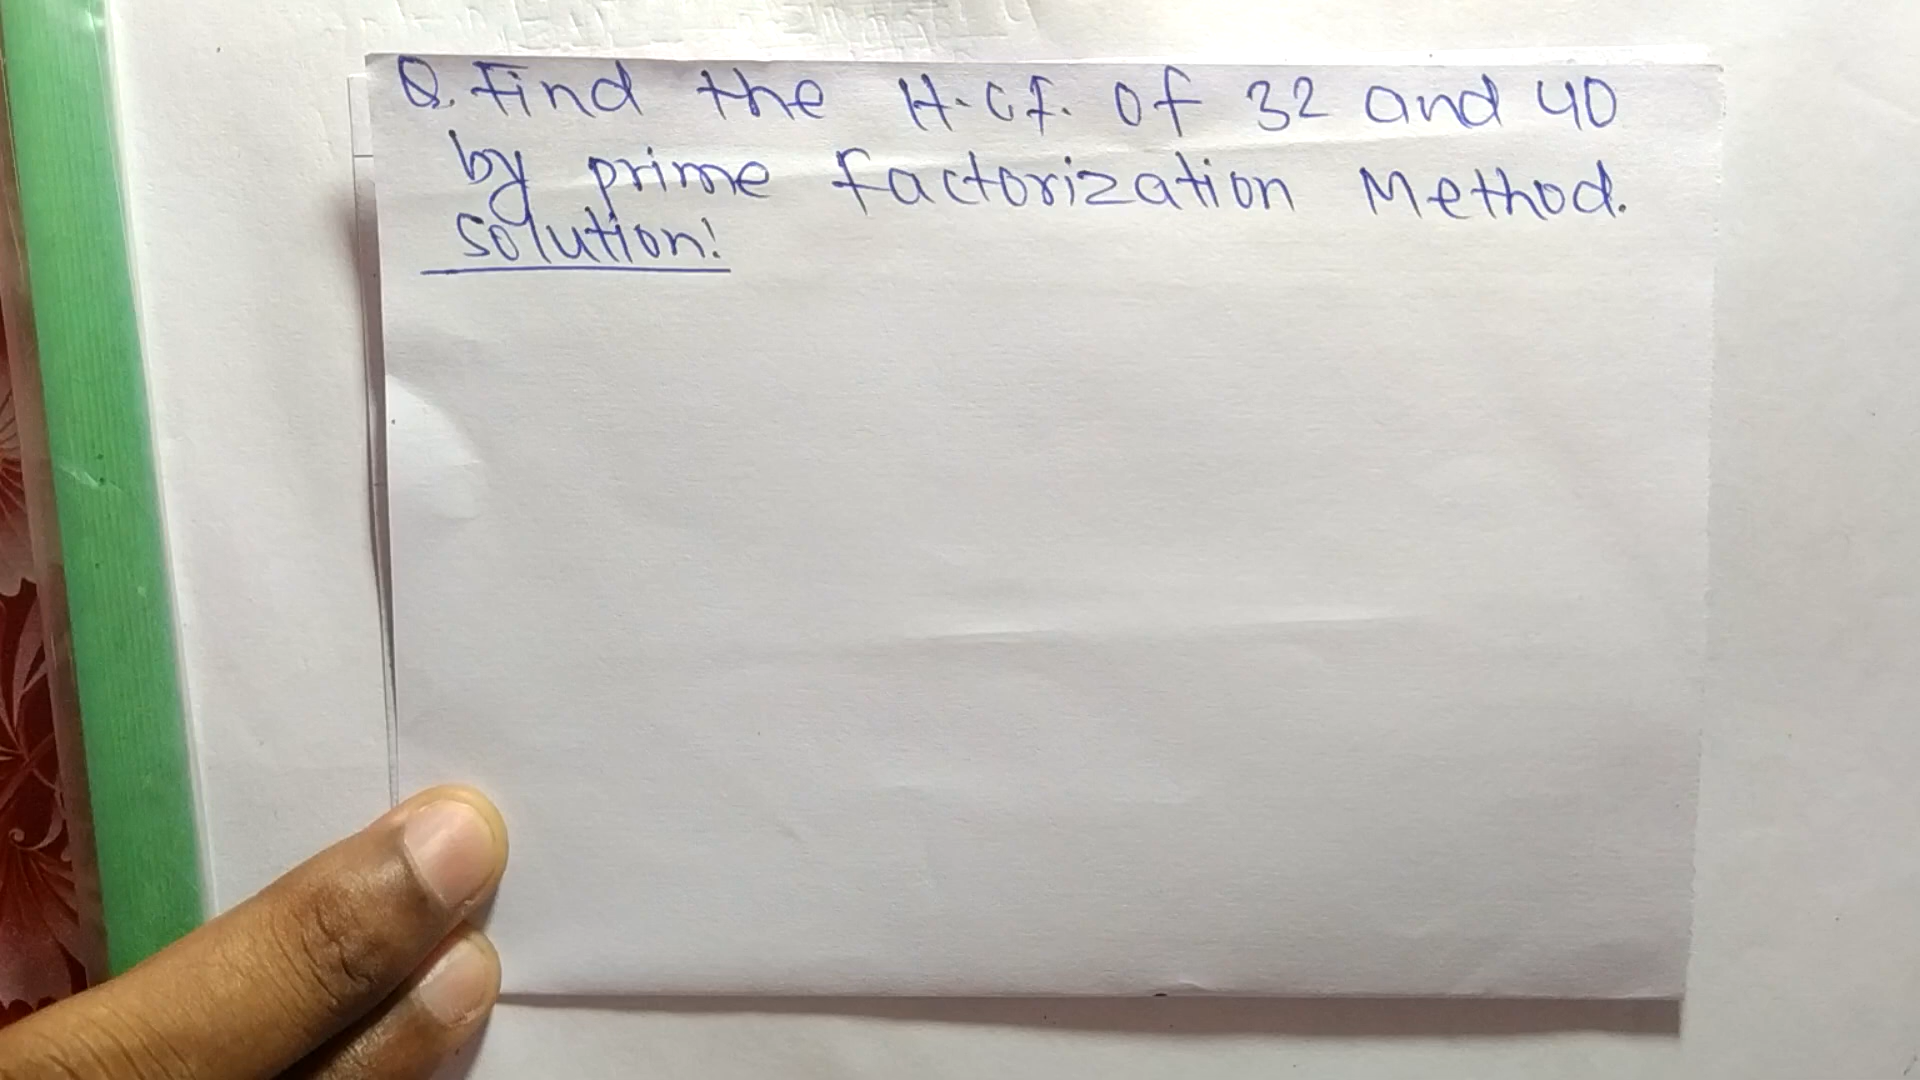 Q. Find the H.C.F. of 32 and 40
by prime factorization Method.
Solution: